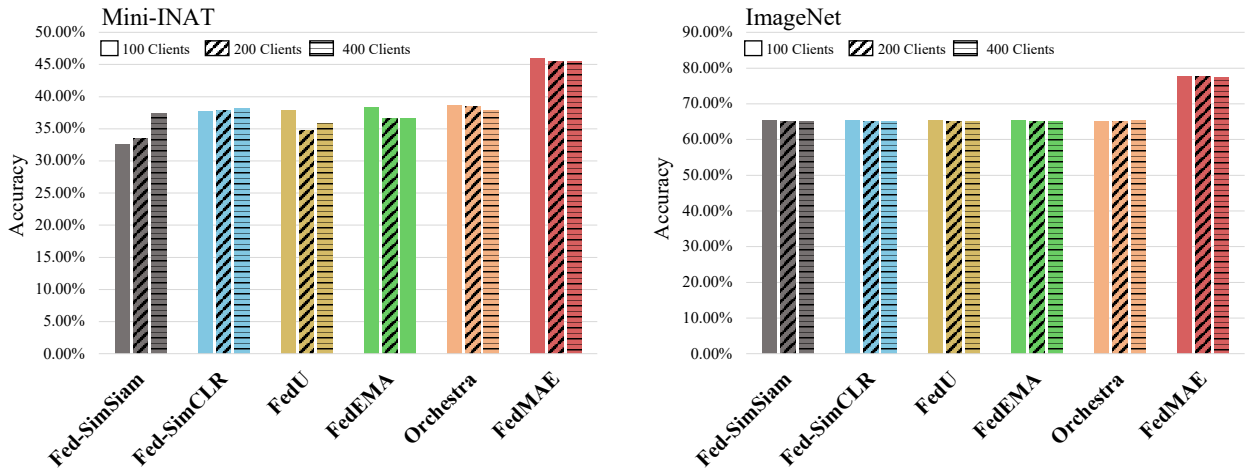 Mini-INAT
50.00%
45.00%
40.00%
35.00%
30.00%
25.00%
20.00%
15.00%
10.00%
5.00%
0.00%
Accuracy
100 Clients 200 Clients 400 Clients
Fed-SimSiam
Fed-SimCLR
FedU
FedEMA
Orchestra
FedMAE
ImageNet
90.00%
80.00%
70.00%
60.00%
50.00%
40.00%
30.00%
20.00%
10.00%
0.00%
Accuracy
100 Clients 200 Clients 400 Clients
Fed-SimSiam
Fed-SimCLR
FedU
FedEMA
Orchestra
FedMAE